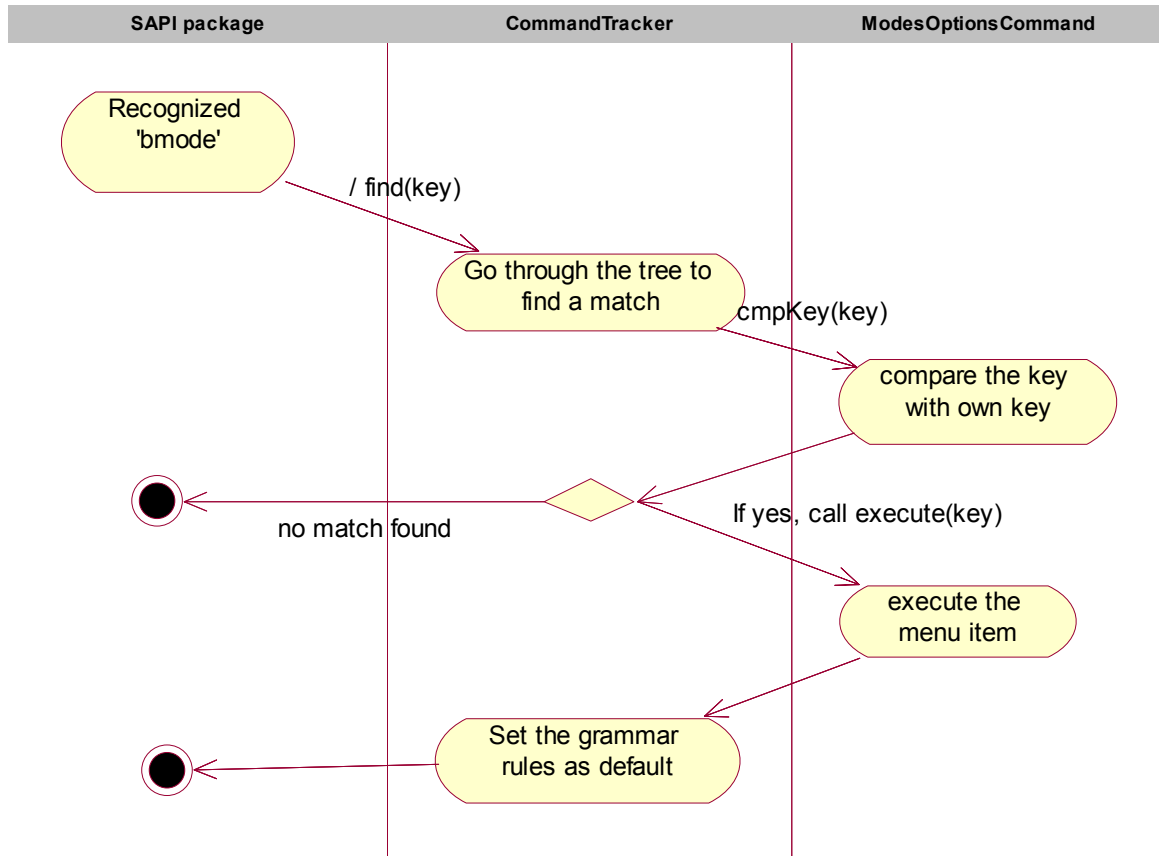 SAPI package
CommandTracker
ModesOptionsCommand
Recognized
'bmode'
/ find(key)
Go through the tree to
find a match
cmpKey(key)
compare the key
with own key
no match found
If yes, call execute(key)
execute the
menu item
Set the grammar
rules as default